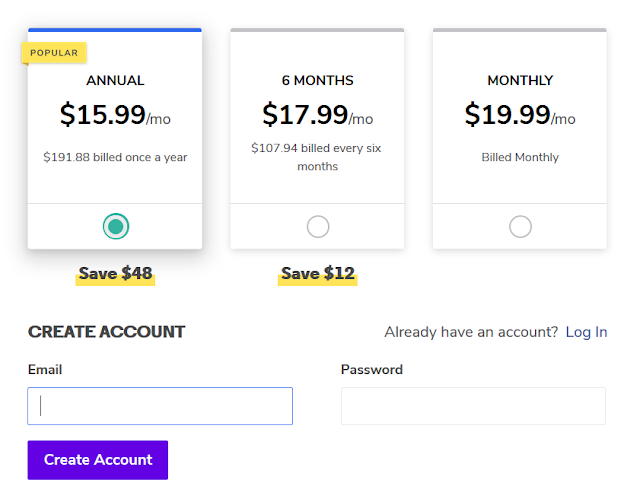 POPULAR
ANNUAL
$15.99/mo
$191.88 billed once a year
Save $48
6 MONTHS
$17.99/mo
$107.94 billed every six
months
Save $12
MONTHLY
$19.99/mo
Billed Monthly
CREATE ACCOUNT
Already have an account? Log In
Email
Password
Create Account